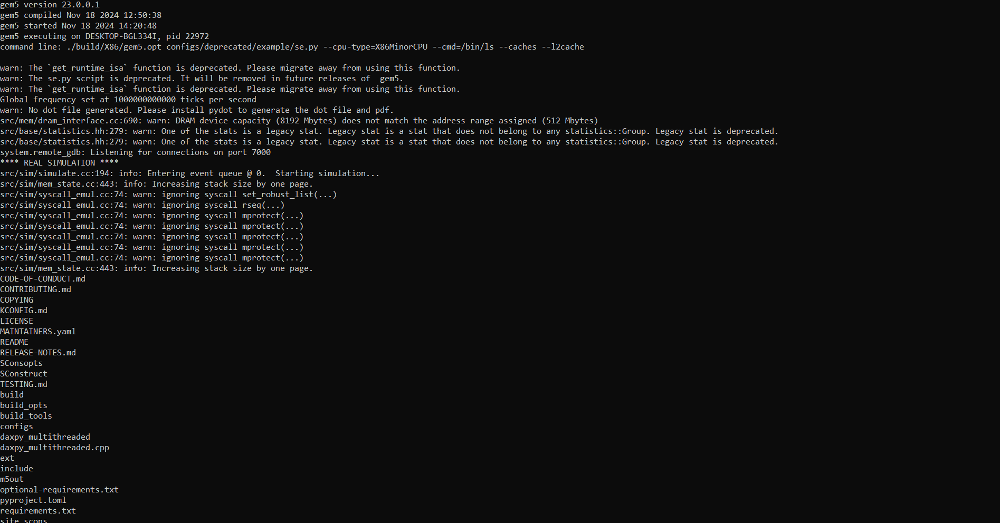 gem5 version 23.0.0.1
gem5 compiled Nov 18 2024 12:50:38
gem5 started Nov 18 2024 14:20:48
gem5 executing on DESKTOP-BGL334I, pid 22972
command line: ./build/X86/gem5.opt configs/deprecated/example/se.py --cpu-type=X86MinorCPU --cmd=/bin/ls --caches --l2cache
warn: The `get_runtime_isa` function is deprecated. Please migrate away from using this function.
warn: The se.py script is deprecated. It will be removed in future releases of  gem5.
warn: The `get_runtime_isa` function is deprecated. Please migrate away from using this function.
Global frequency set at 1000000000000 ticks per second
warn: No dot file generated. Please install pydot to generate the dot file and pdf.
src/mem/dram_interface.cc:690: warn: DRAM device capacity (8192 Mbytes) does not match the address range assigned (512 Mbytes)
src/base/statistics.hh:279: warn: One of the stats is a legacy stat. Legacy stat is a stat that does not belong to any statistics::Group. Legacy stat is deprecated.
src/base/statistics.hh:279: warn: One of the stats is a legacy stat. Legacy stat is a stat that does not belong to any statistics::Group. Legacy stat is deprecated.
system.remote_gdb: Listening for connections on port 7000
**** REAL SIMULATION ****
src/sim/simulate.cc:194: info: Entering event queue @ 0.  Starting simulation...
src/sim/mem_state.cc:443: info: Increasing stack size by one page.
src/sim/syscall_emul.cc:74: warn: ignoring syscall set_robust_list(...)
src/sim/syscall_emul.cc:74: warn: ignoring syscall rseq(...)
src/sim/syscall_emul.cc:74: warn: ignoring syscall mprotect(...)
src/sim/syscall_emul.cc:74: warn: ignoring syscall mprotect(...)
src/sim/syscall_emul.cc:74: warn: ignoring syscall mprotect(...)
src/sim/syscall_emul.cc:74: warn: ignoring syscall mprotect(...)
src/sim/syscall_emul.cc:74: warn: ignoring syscall mprotect(...)
src/sim/mem_state.cc:443: info: Increasing stack size by one page.
CODE-OF-CONDUCT.md
CONTRIBUTING.md
COPYING
KCONFIG.md
LICENSE
MAINTAINERS.yaml
README
RELEASE-NOTES.md
SConsopts
SConstruct
TESTING.md
build
build_opts
build_tools
configs
daxpy_multithreaded
daxpy_multithreaded.cpp
ext
include
m5out
optional-requirements.txt
pyproject.toml
requirements.txt
site_scons